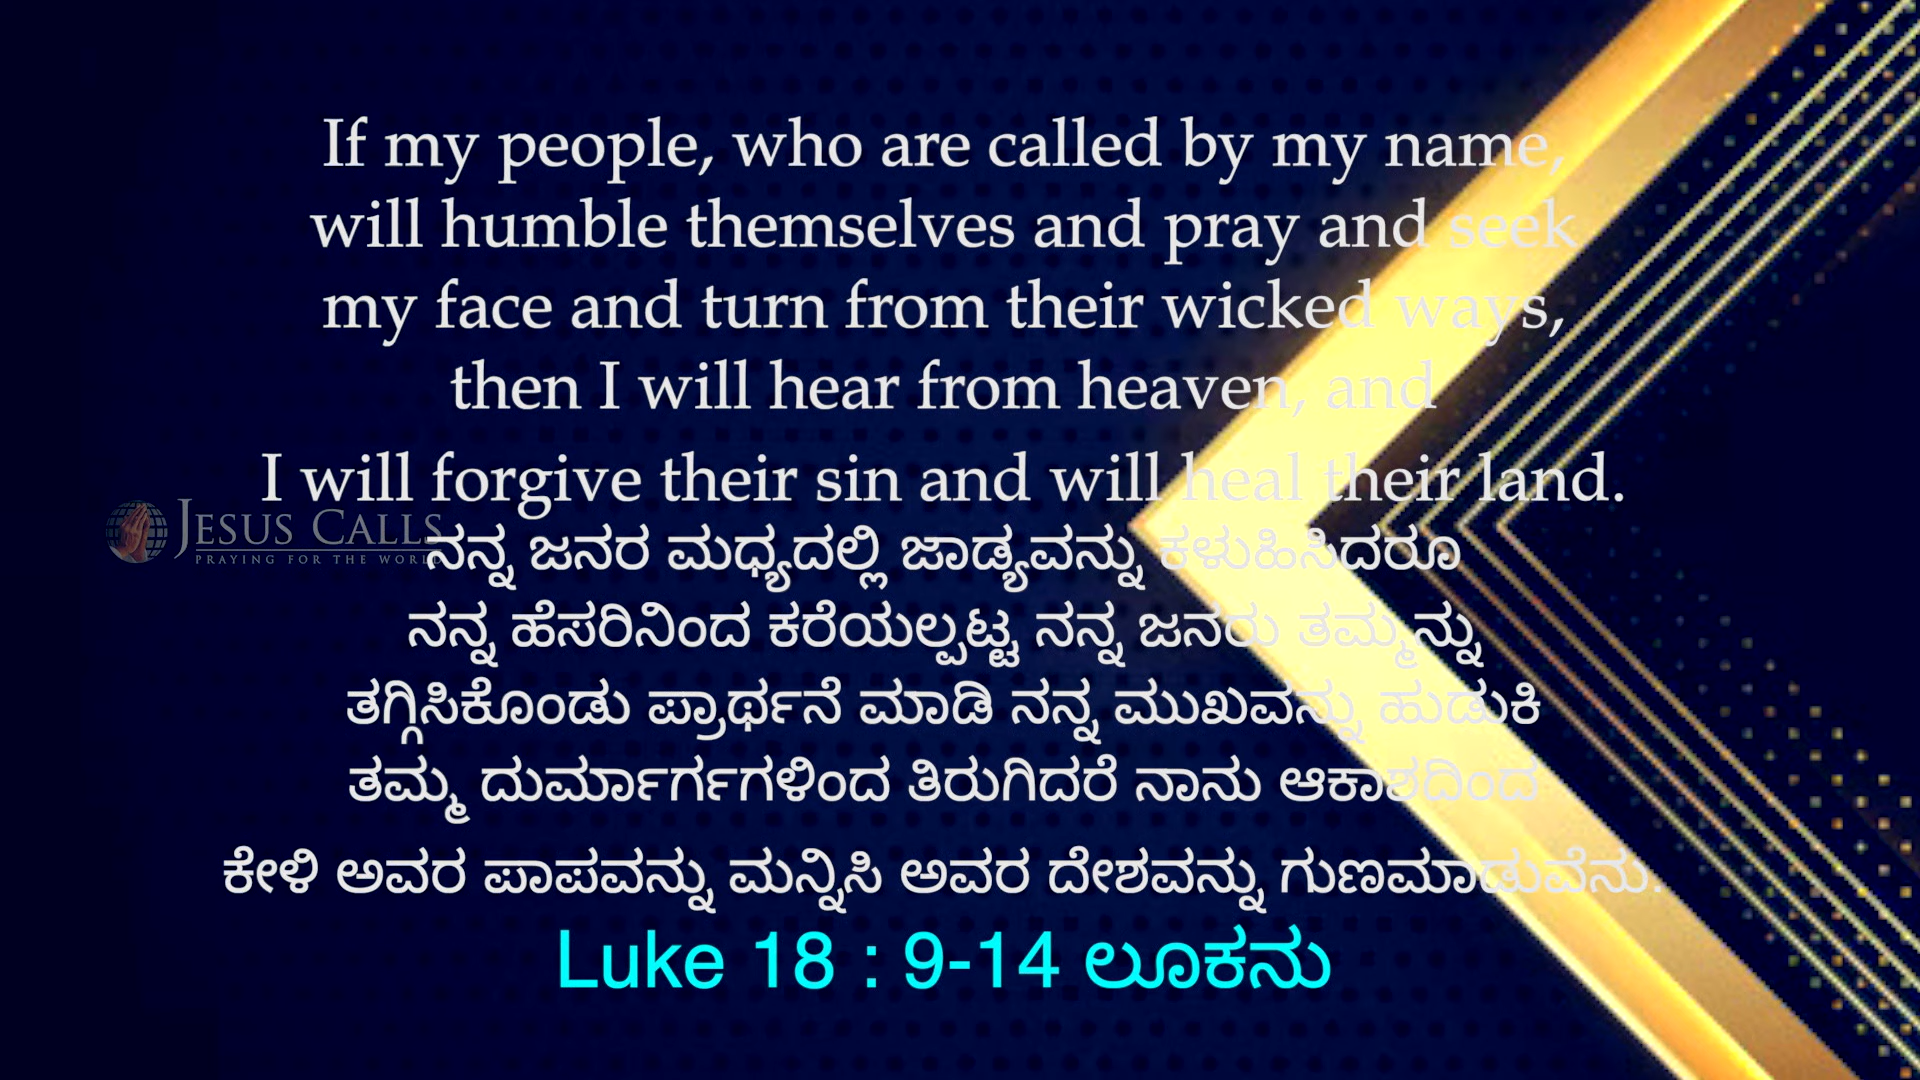 If my people, who are called by my name,
will humble themselves and pray and seek
my face and turn from their wicked ways,
then I will hear from heaven, and
I will forgive their sin and will heal their land.
JESUS CALLS
PRAYING FOR THE WORLD
ನನ್ನ ಜನರ ಮಧ್ಯದಲ್ಲಿ ಜಾಡ್ಯವನ್ನು ಕಳುಹಿಸಿದರೂ
ನನ್ನ ಹೆಸರಿನಿಂದ ಕರೆಯಲ್ಪಟ್ಟ ನನ್ನ ಜನರು ತಮ್ಮನ್ನು
ತಗ್ಗಿಸಿಕೊಂಡು ಪ್ರಾರ್ಥನೆ ಮಾಡಿ ನನ್ನ ಮುಖವನ್ನು ಹುಡುಕಿ
ತಮ್ಮ ದುರ್ಮಾರ್ಗಗಳಿಂದ ತಿರುಗಿದರೆ ನಾನು ಆಕಾಶದಿಂದ
ಕೇಳಿ ಅವರ ಪಾಪವನ್ನು ಮನ್ನಿಸಿ ಅವರ ದೇಶವನ್ನು ಗುಣಮಾಡುವೆನು.
Luke 18 : 9-14 ಲೂಕನು